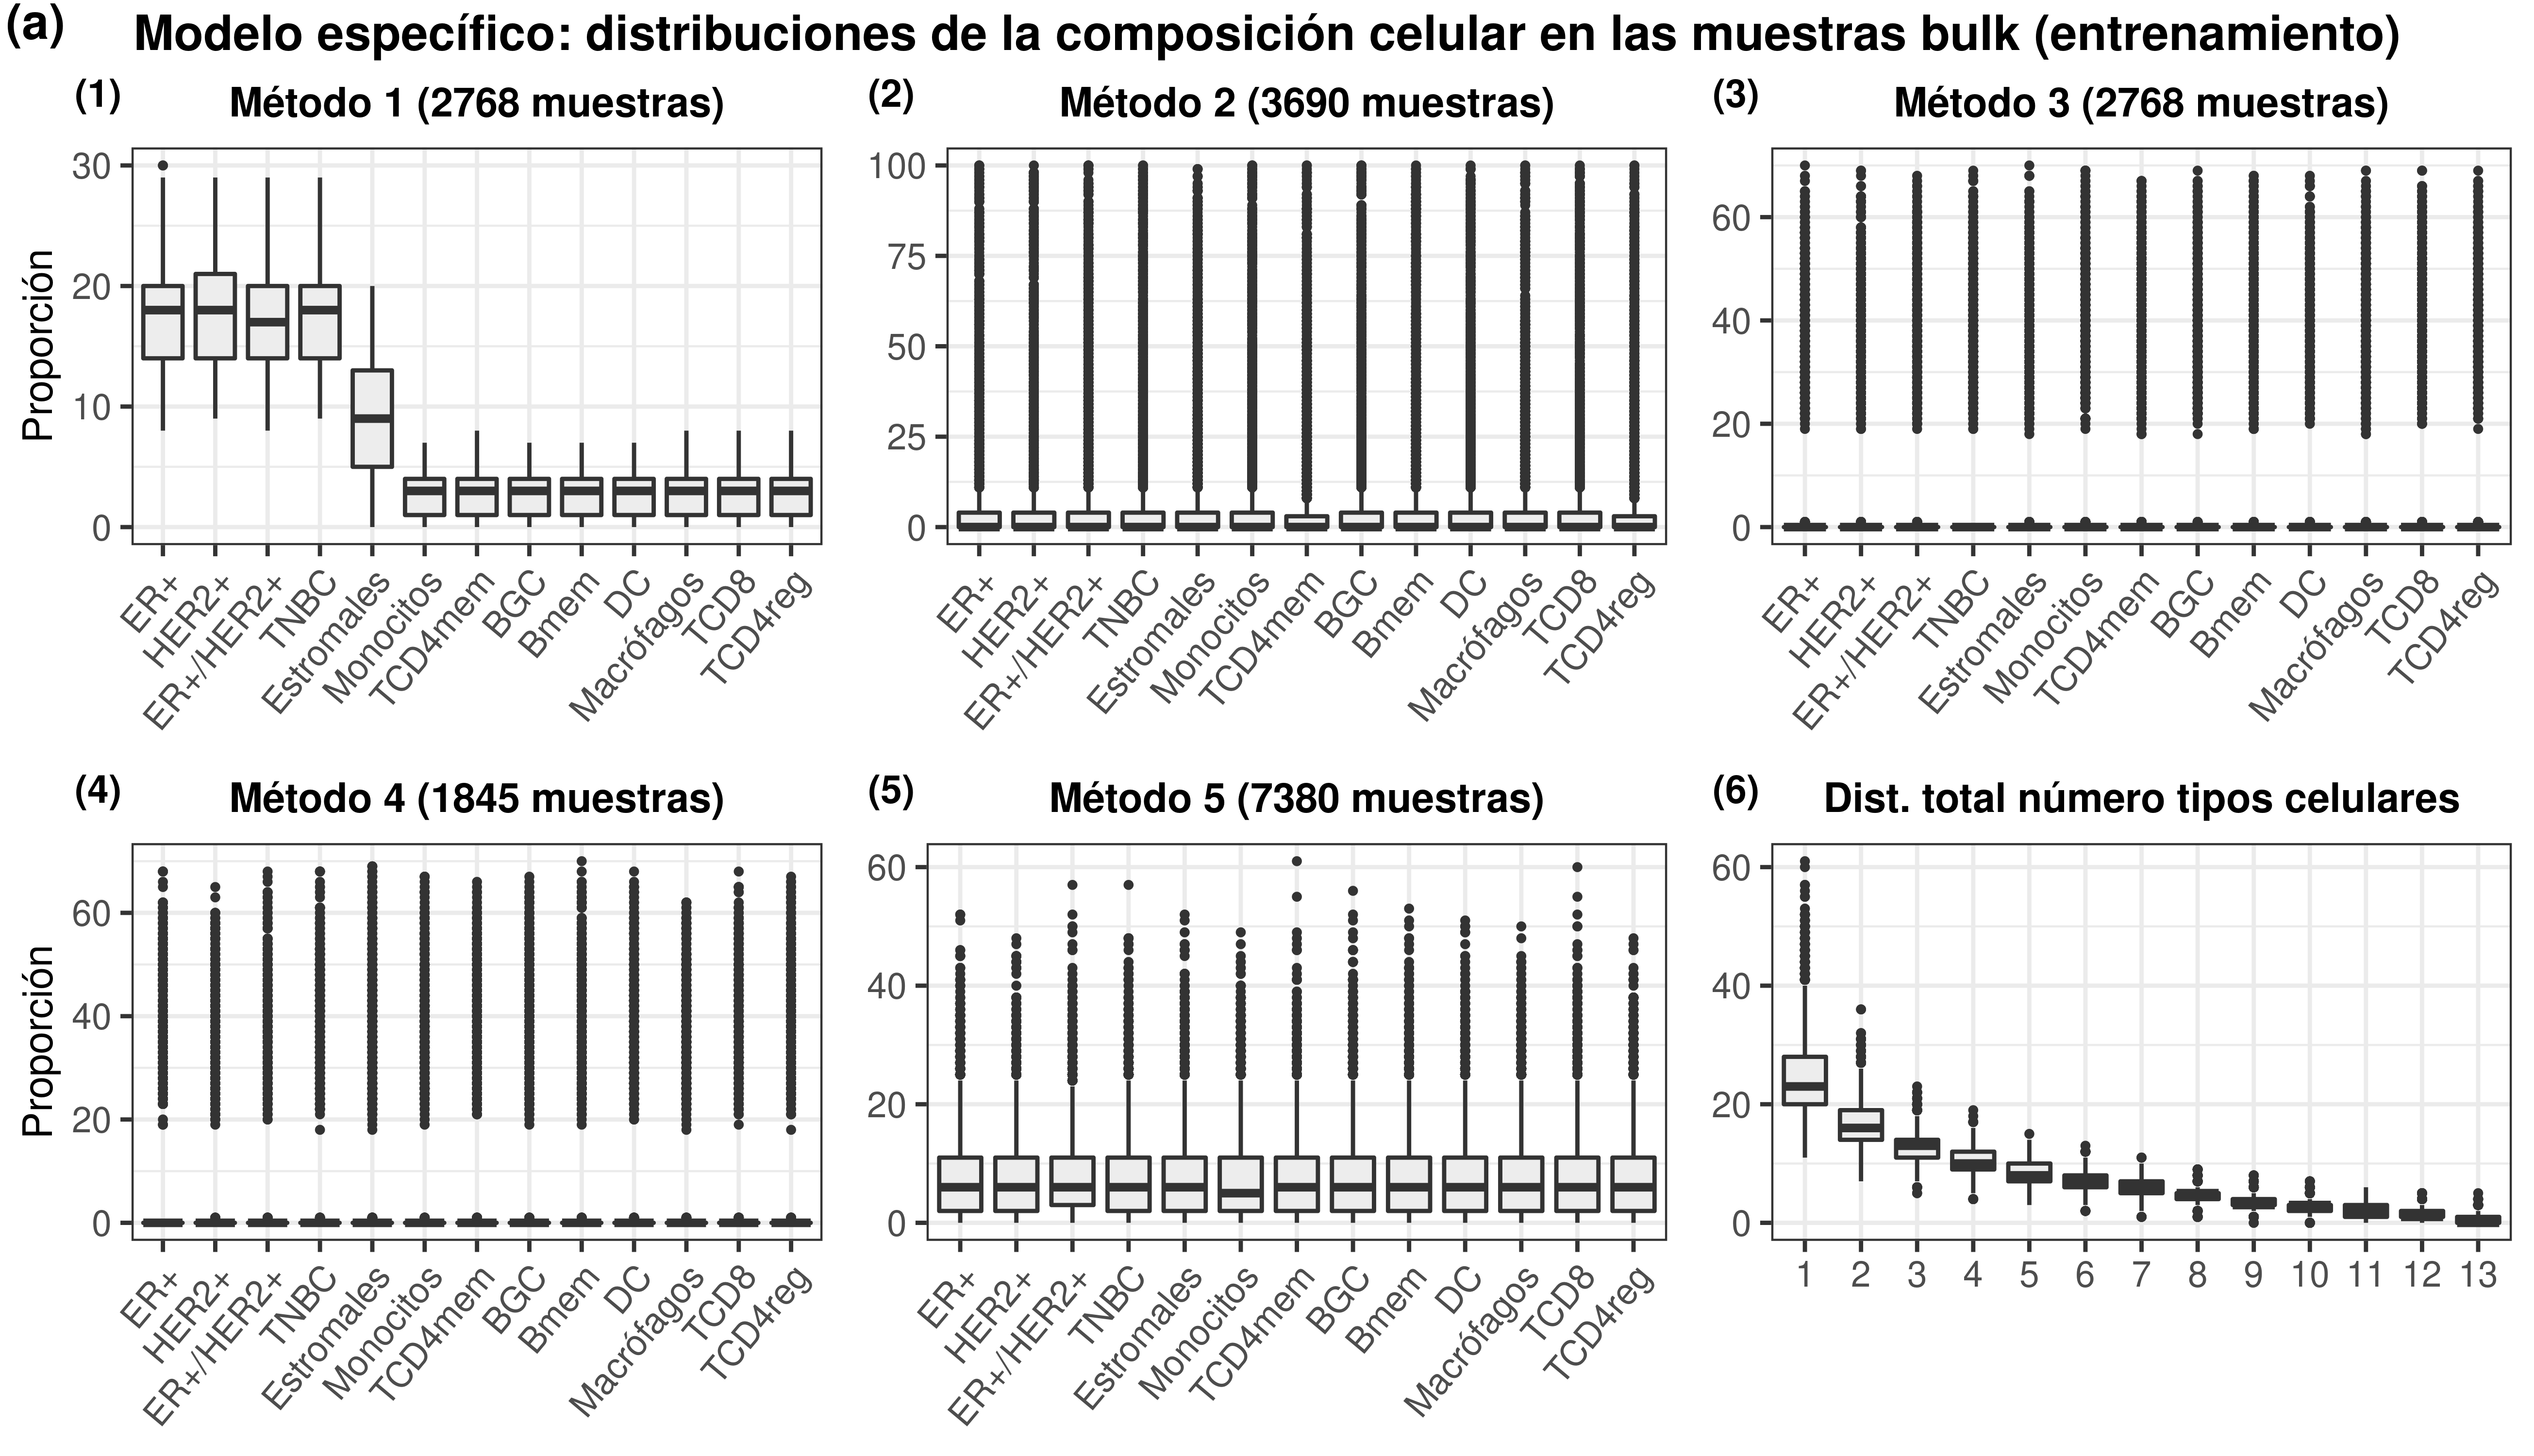 (a) Modelo específico: distribuciones de la composición celular en las muestras bulk (entrenamiento)
(1) Método 1 (2768 muestras)
Proporción
30
20
10
0
ER+ HER2+ ER+/HER2+ TNBC Estromales Monocitos TCD4mem BGC Bmem DC Macrófagos TCD8 TCD4reg
(2) Método 2 (3690 muestras)
100
75
50
25
0
ER+ HER2+ ER+/HER2+ TNBC Estromales Monocitos TCD4mem BGC Bmem DC Macrófagos TCD8 TCD4reg
(3) Método 3 (2768 muestras)
60
40
20
0
ER+ HER2+ ER+/HER2+ TNBC Estromales Monocitos TCD4mem BGC Bmem DC Macrófagos TCD8 TCD4reg
(4) Método 4 (1845 muestras)
Proporción
60
40
20
0
ER+ HER2+ ER+/HER2+ TNBC Estromales Monocitos TCD4mem BGC Bmem DC Macrófagos TCD8 TCD4reg
(5) Método 5 (7380 muestras)
60
40
20
0
ER+ HER2+ ER+/HER2+ TNBC Estromales Monocitos TCD4mem BGC Bmem DC Macrófagos TCD8 TCD4reg
(6) Dist. total número tipos celulares
60
40
20
0
1 2 3 4 5 6 7 8 9 10 11 12 13